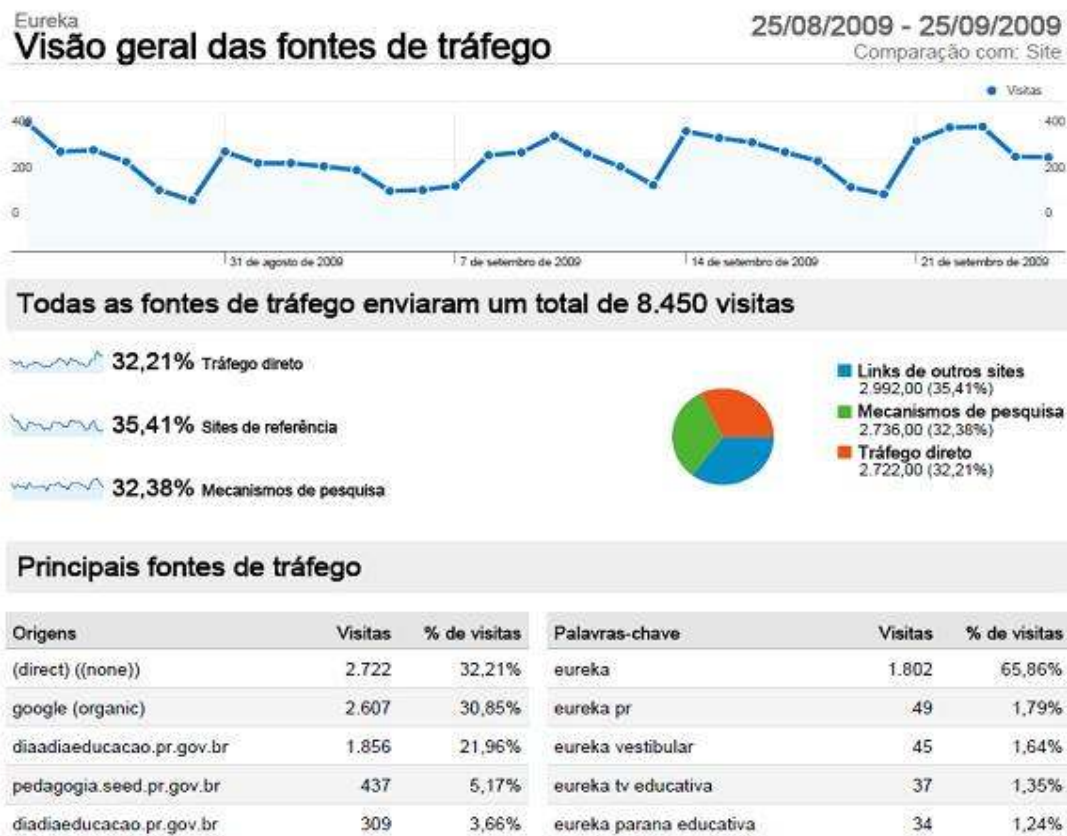 Eureka
Visão geral das fontes de tráfego
25/08/2009 - 25/09/2009
Comparação com: Site
Visitas
400 400
200 200
0 0
31 de agosto de 2009 7 de setembro de 2009 14 de setembro de 2009 21 de setembro de 2009
Todas as fontes de tráfego enviaram um total de 8.450 visitas
32,21% Tráfego direto
35,41% Sites de referência
32,38% Mecanismos de pesquisa
Links de outros sites
2.992,00 (35,41%)
Mecanismos de pesquisa
2.736,00 (32,38%)
Tráfego direto
2.722,00 (32,21%)
Principais fontes de tráfego
Origens Visitas % de visitas
(direct) ((none)) 2.722 32,21%
google (organic) 2.607 30,85%
diaadiaeducacao.pr.gov.br 1.856 21,96%
pedagogia.seed.pr.gov.br 437 5,17%
diadiaeducacao.pr.gov.br 309 3,66%
Palavras-chave Visitas % de visitas
eureka 1.802 65,86%
eureka pr 49 1,79%
eureka vestibular 45 1,64%
eureka tv educativa 37 1,35%
eureka parana educativa 34 1,24%